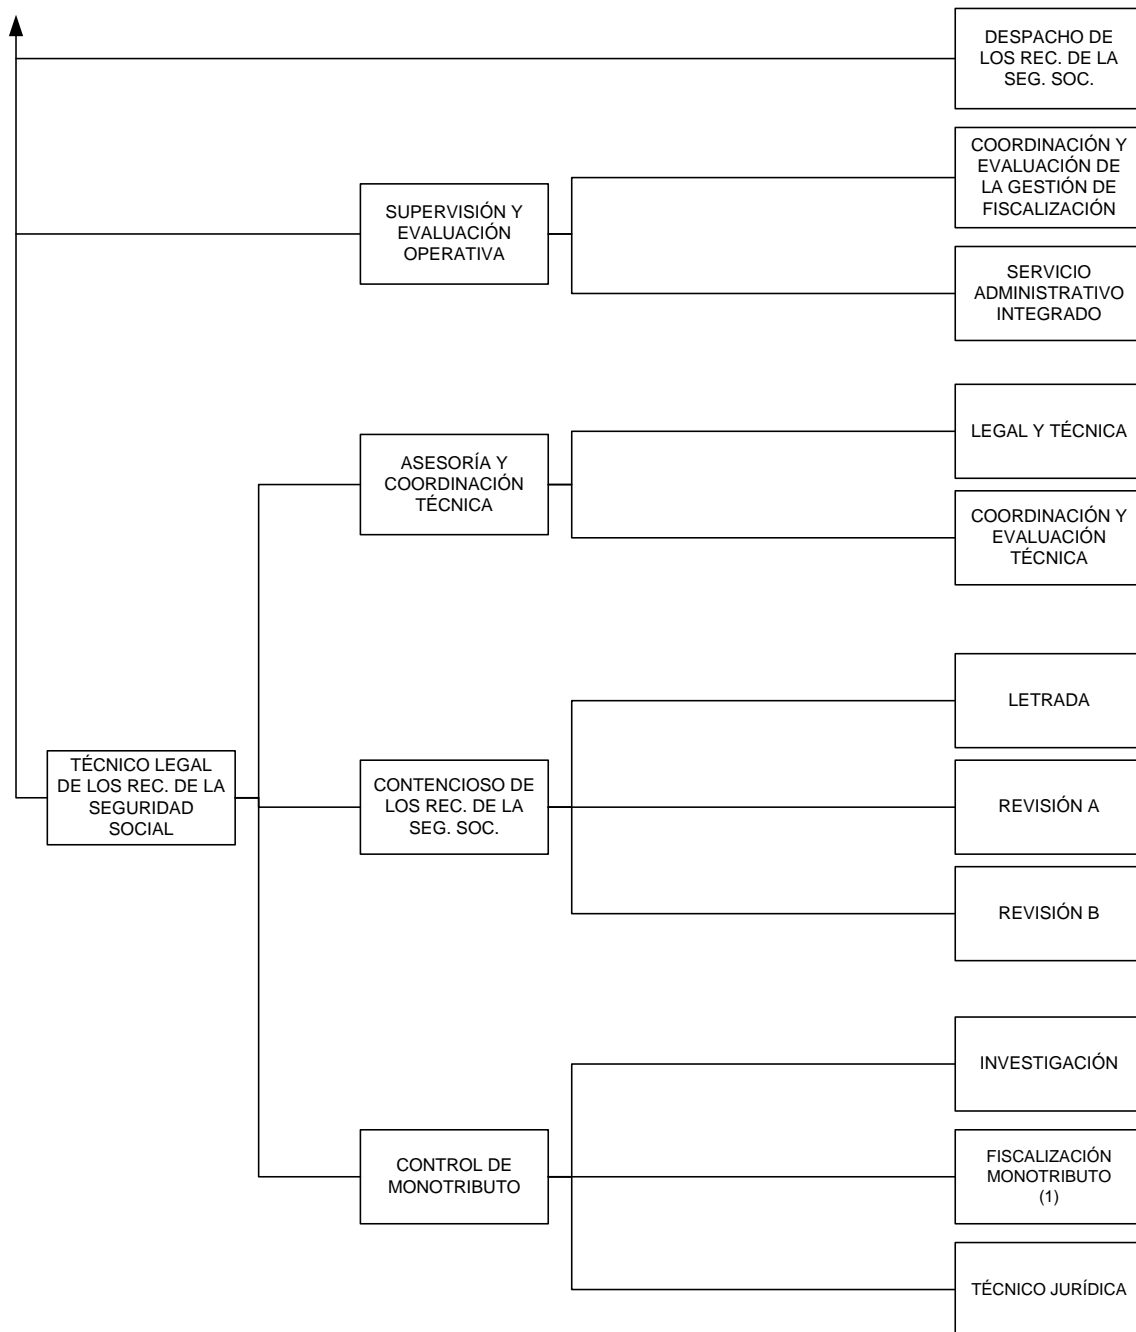 DESPACHO DE
LOS REC. DE LA
SEG. SOC.
COORDINACIÓN Y
EVALUACIÓN DE
LA GESTIÓN DE
FISCALIZACIÓN
SUPERVISIÓN Y
EVALUACIÓN
OPERATIVA
SERVICIO
ADMINISTRATIVO
INTEGRADO
LEGAL Y TÉCNICA
ASESORÍA Y
COORDINACIÓN
TÉCNICA
COORDINACIÓN Y
EVALUACIÓN
TÉCNICA
LETRADA
TÉCNICO LEGAL
DE LOS REC. DE LA
SEGURIDAD
SOCIAL
CONTENCIOSO DE
LOS REC. DE LA
SEG. SOC.
REVISIÓN A
REVISIÓN B
INVESTIGACIÓN
CONTROL DE
MONOTRIBUTO
FISCALIZACIÓN
MONOTRIBUTO
(1)
TÉCNICO JURÍDICA